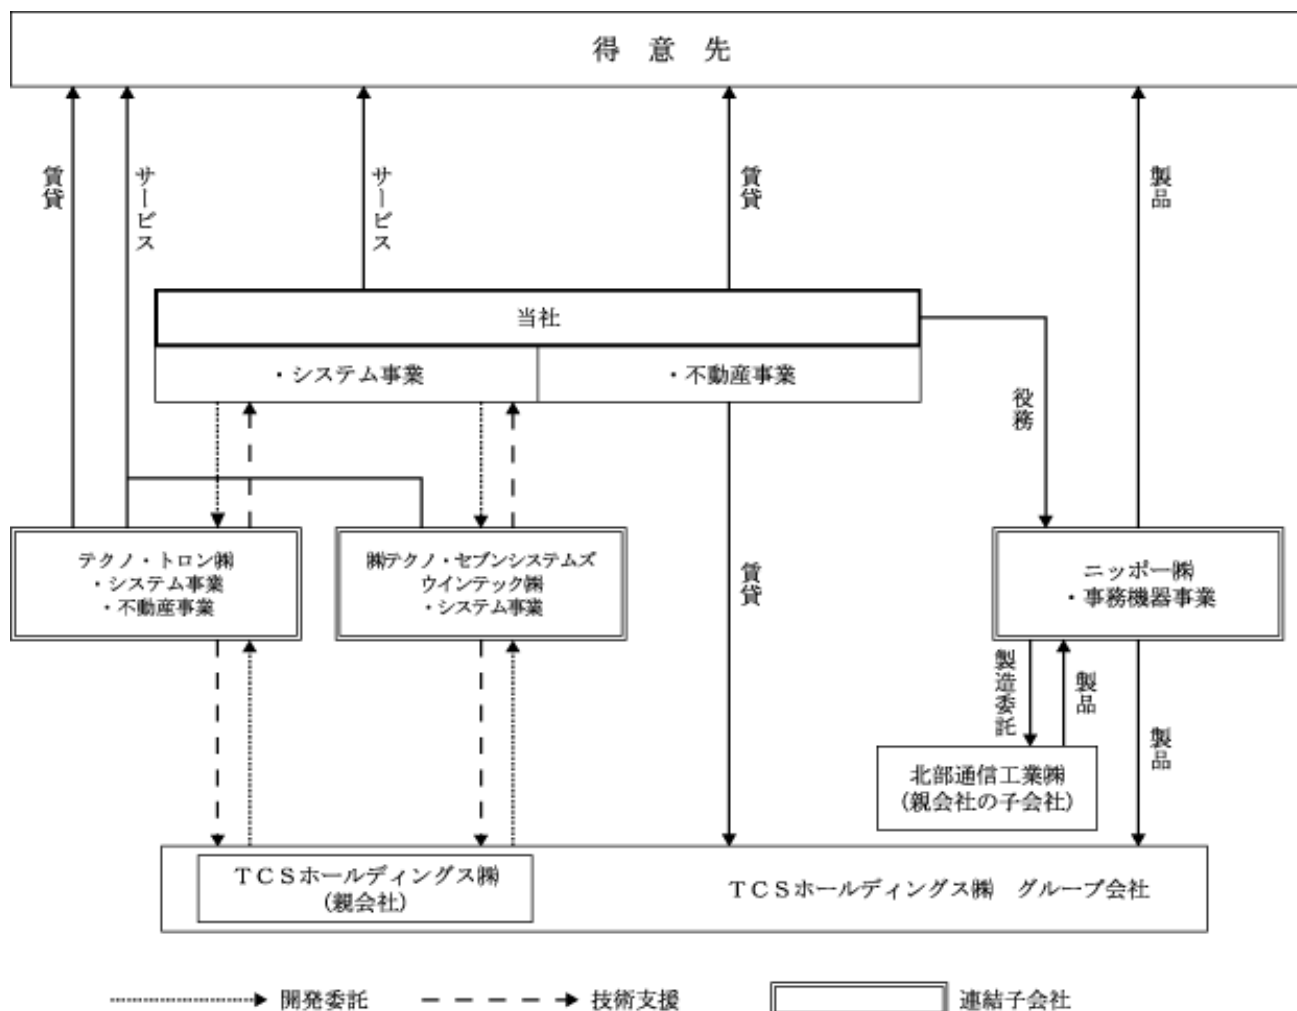 得意先
賃貸
サービス
サービス
賃貸
製品
当社
・システム事業
・不動産事業
役務
テクノ・トロン㈱
・システム事業
・不動産事業
㈱テクノ・セブンシステムズ
ウインテック㈱
・システム事業
賃貸
ニッポー㈱
・事務機器事業
製造委託
製品
製品
北部通信工業㈱
(親会社の子会社)
ＴＣＳホールディングス㈱
(親会社)
ＴＣＳホールディングス㈱　グループ会社
開発委託
技術支援
連結子会社